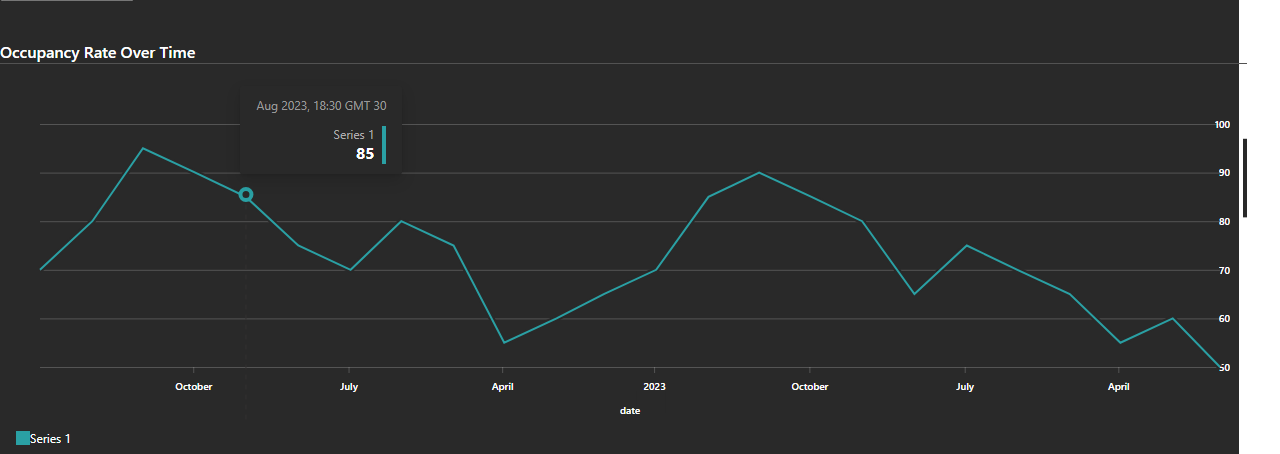 Occupancy Rate Over Time
Aug 2023, 18:30 GMT 30
Series 1
85
100
90
80
70
60
50
October
July
April
2023
October
July
April
date
Series 1